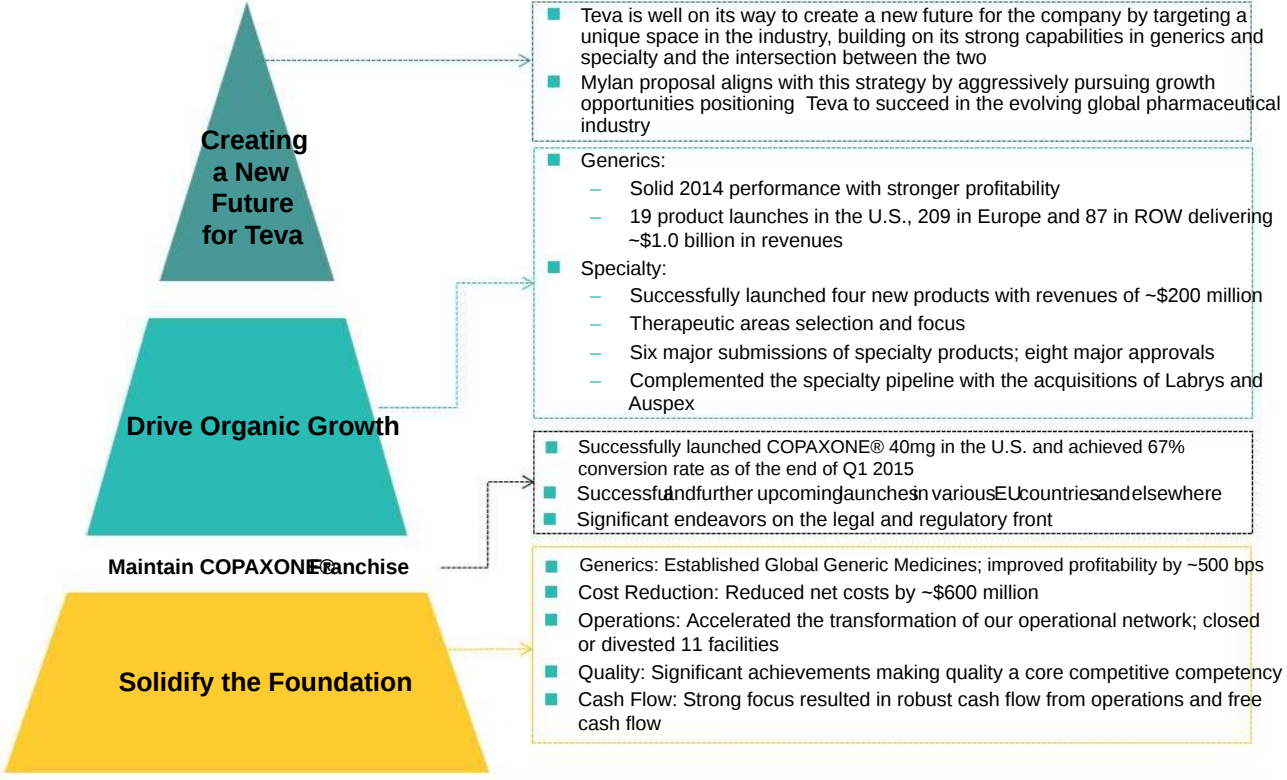 Creating
a New
Future
for Teva
Teva is well on its way to create a new future for the company by targeting a
unique space in the industry, building on its strong capabilities in generics and
specialty and the intersection between the two
Mylan proposal aligns with this strategy by aggressively pursuing growth
opportunities positioning Teva to succeed in the evolving global pharmaceutical
industry
Drive Organic Growth
Generics:
– Solid 2014 performance with stronger profitability
– 19 product launches in the U.S., 209 in Europe and 87 in ROW delivering
~$1.0 billion in revenues
Specialty:
– Successfully launched four new products with revenues of ~$200 million
– Therapeutic areas selection and focus
– Six major submissions of specialty products; eight major approvals
– Complemented the specialty pipeline with the acquisitions of Labrys and
Auspex
Maintain COPAXONE® Franchise
Successfully launched COPAXONE® 40mg in the U.S. and achieved 67%
conversion rate as of the end of Q1 2015
Successful and further upcoming launches in various EU countries and elsewhere
Significant endeavors on the legal and regulatory front
Solidify the Foundation
Generics: Established Global Generic Medicines; improved profitability by ~500 bps
Cost Reduction: Reduced net costs by ~$600 million
Operations: Accelerated the transformation of our operational network; closed
or divested 11 facilities
Quality: Significant achievements making quality a core competitive competency
Cash Flow: Strong focus resulted in robust cash flow from operations and free
cash flow